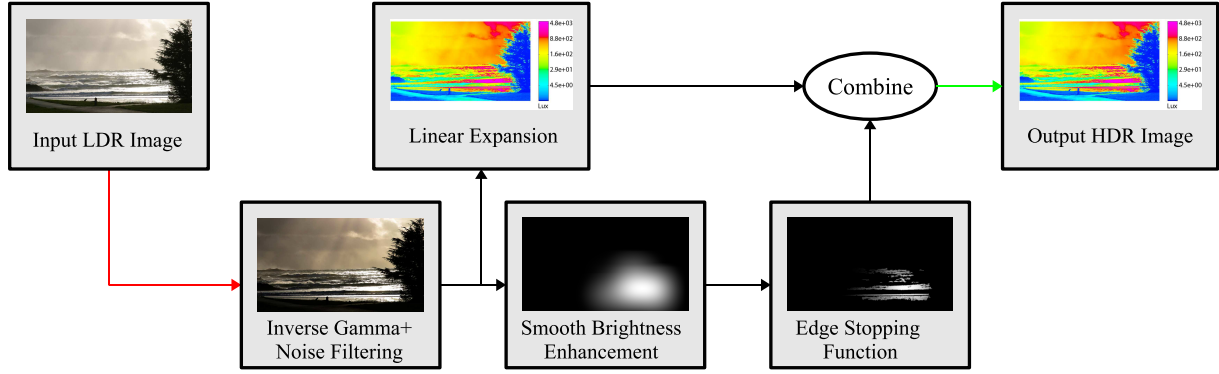 Input LDR Image
4.8e+03
8.8e+02
1.6e+02
2.9e+01
4.5e+00
Lux
Linear Expansion
Combine
4.8e+03
8.8e+02
1.6e+02
2.9e+01
4.5e+00
Lux
Output HDR Image
Inverse Gamma+
Noise Filtering
Smooth Brightness
Enhancement
Edge Stopping
Function